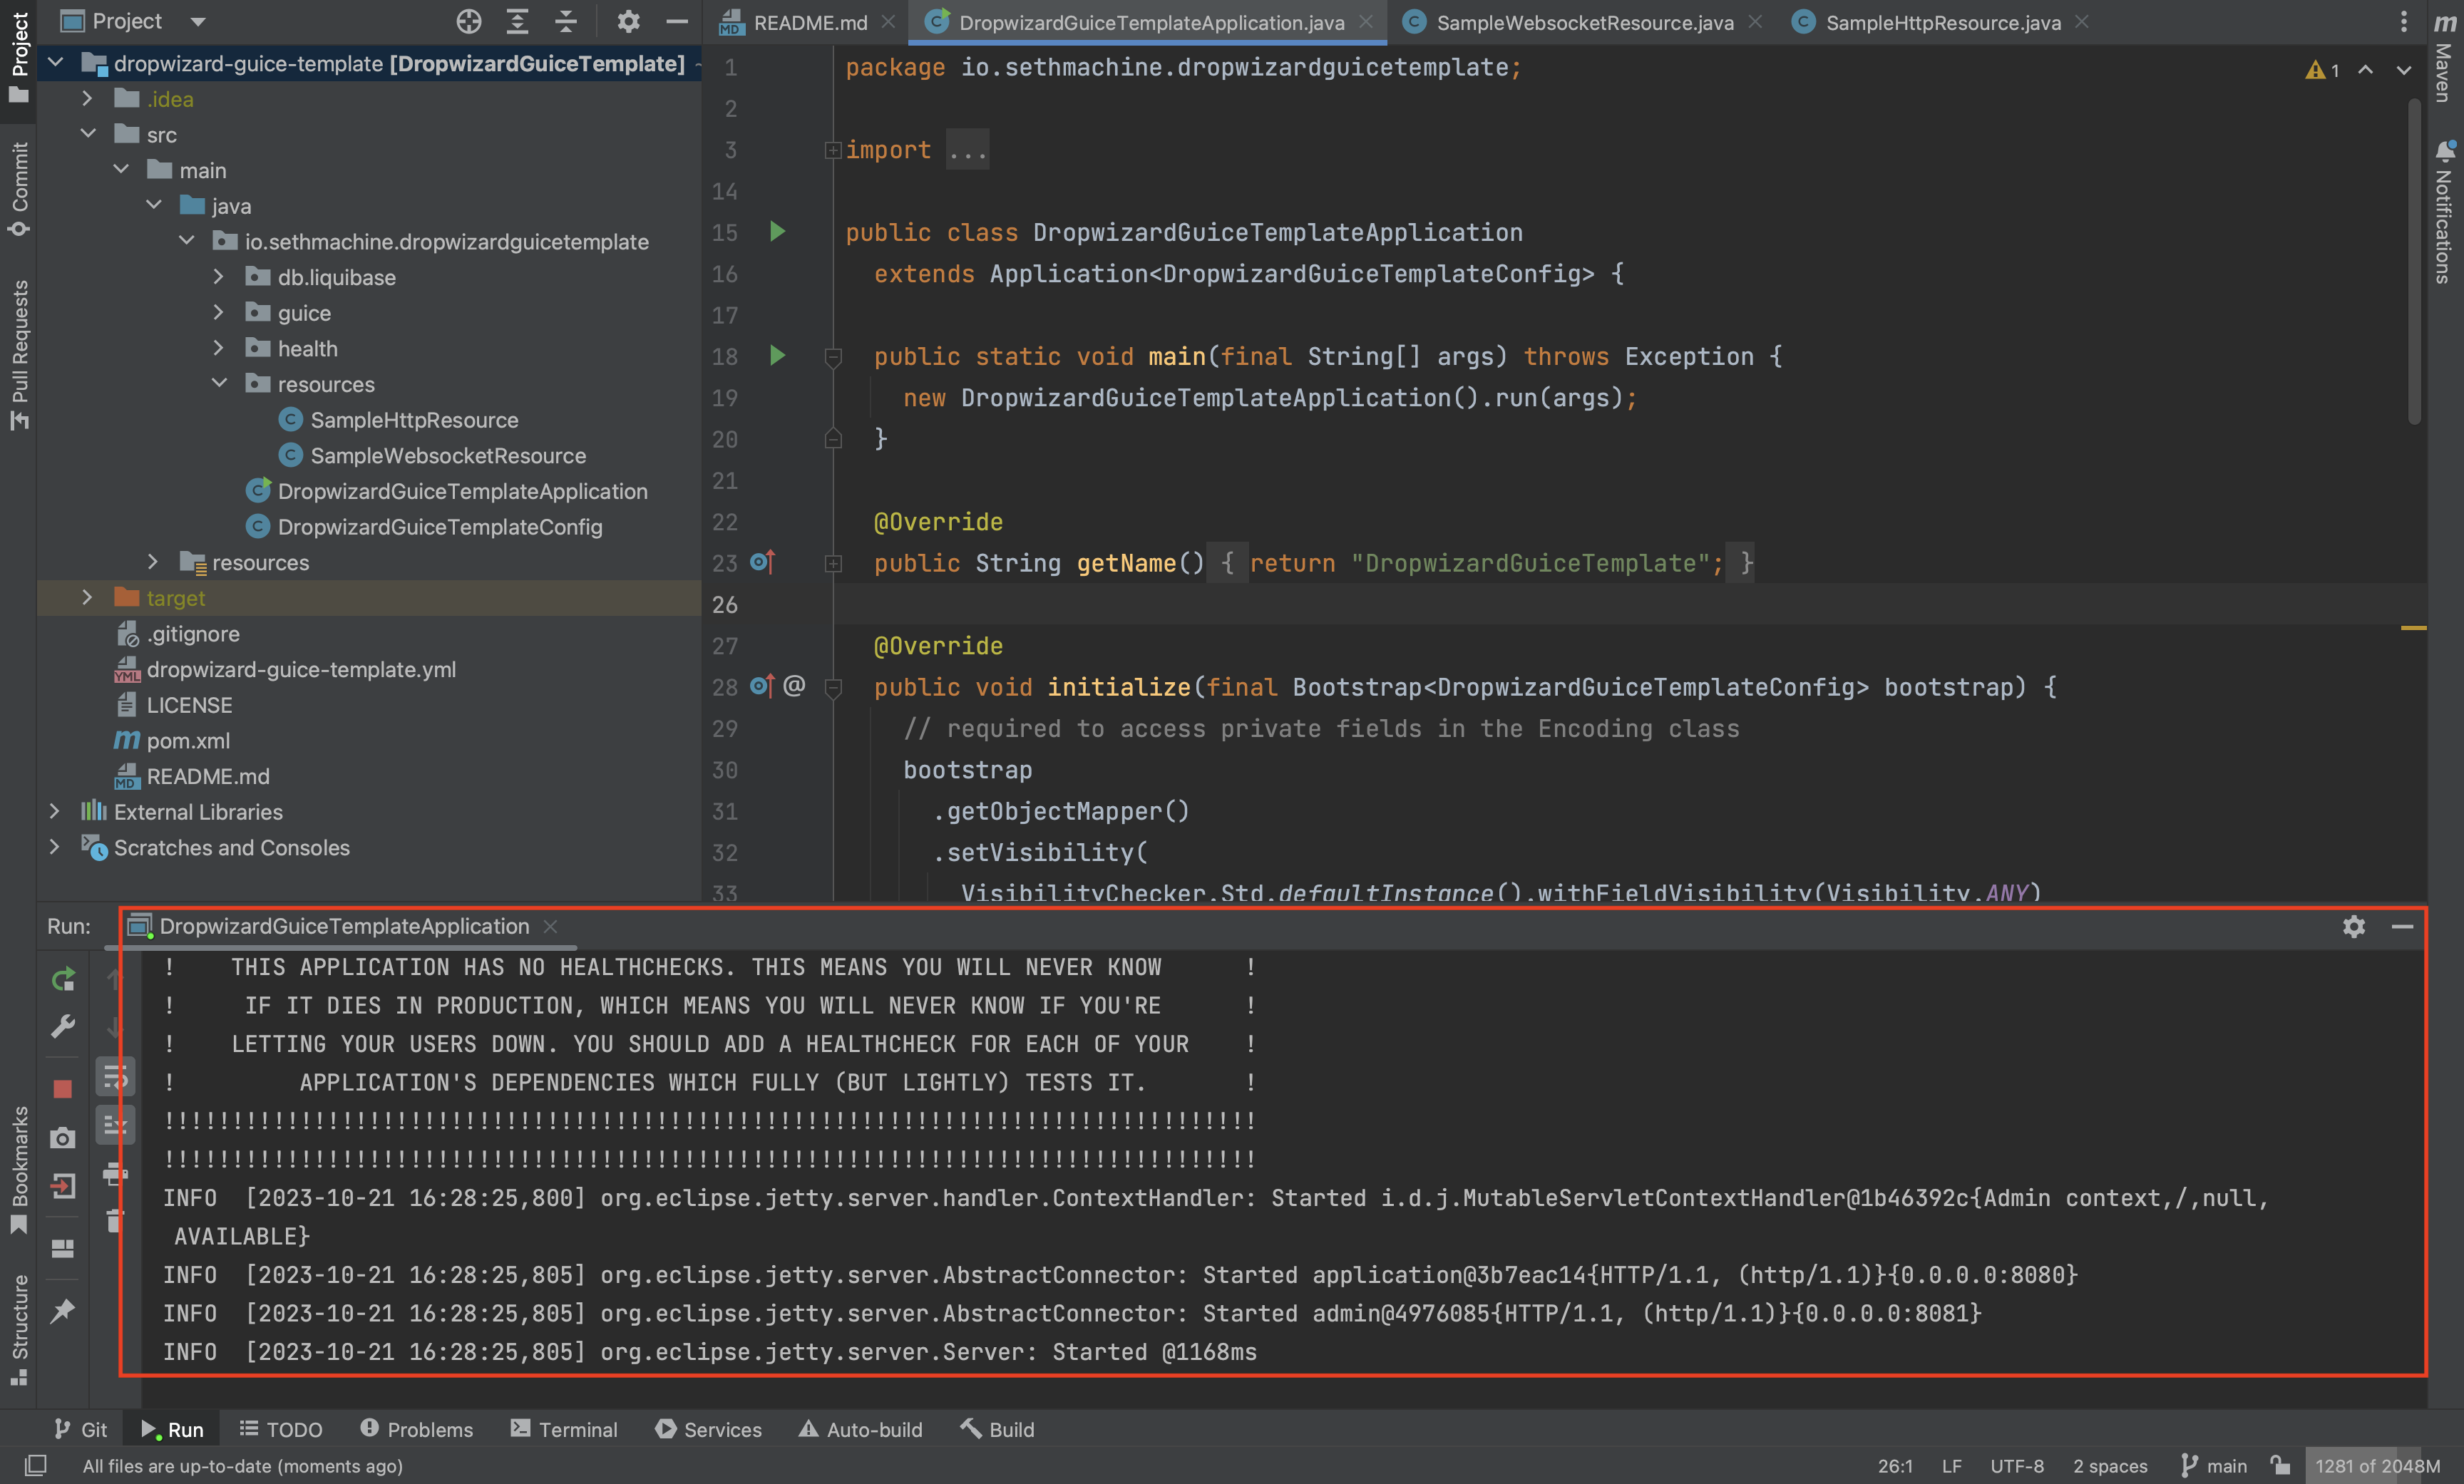 Project
README.md
DropwizardGuiceTemplateApplication.java
SampleWebsocketResource.java
SampleHttpResource.java
Project
Commit
Pull Requests
Bookmarks
Structure
Maven
Notifications
dropwizard-guice-template [DropwizardGuiceTemplate] ~
.idea
src
main
java
io.sethmachine.dropwizardguicetemplate
db.liquibase
guice
health
resources
SampleHttpResource
SampleWebsocketResource
DropwizardGuiceTemplateApplication
DropwizardGuiceTemplateConfig
resources
target
.gitignore
dropwizard-guice-template.yml
LICENSE
pom.xml
README.md
External Libraries
Scratches and Consoles
1
1 package io.sethmachine.dropwizardguicetemplate;
2
3 import ...
14
15 public class DropwizardGuiceTemplateApplication
16 extends Application<DropwizardGuiceTemplateConfig> {
17
18 public static void main(final String[] args) throws Exception {
19 new DropwizardGuiceTemplateApplication().run(args);
20 }
21
22 @Override
23 public String getName() { return "DropwizardGuiceTemplate"; }
26
27 @Override
28 @ public void initialize(final Bootstrap<DropwizardGuiceTemplateConfig> bootstrap) {
29 // required to access private fields in the Encoding class
30 bootstrap
31 .getObjectMapper()
32 .setVisibility(
33 VisibilityChecker.Std.defaultInstance().withFieldVisibility(Visibility.ANY)
Run: DropwizardGuiceTemplateApplication
! THIS APPLICATION HAS NO HEALTHCHECKS. THIS MEANS YOU WILL NEVER KNOW !
! IF IT DIES IN PRODUCTION, WHICH MEANS YOU WILL NEVER KNOW IF YOU'RE !
! LETTING YOUR USERS DOWN. YOU SHOULD ADD A HEALTHCHECK FOR EACH OF YOUR !
! APPLICATION'S DEPENDENCIES WHICH FULLY (BUT LIGHTLY) TESTS IT. !
!!!!!!!!!!!!!!!!!!!!!!!!!!!!!!!!!!!!!!!!!!!!!!!!!!!!!!!!!!!!!!!!!!!!!!!!!!!!!!!!
!!!!!!!!!!!!!!!!!!!!!!!!!!!!!!!!!!!!!!!!!!!!!!!!!!!!!!!!!!!!!!!!!!!!!!!!!!!!!!!!
INFO [2023-10-21 16:28:25,800] org.eclipse.jetty.server.handler.ContextHandler: Started i.d.j.MutableServletContextHandler@1b46392c{Admin context,/,null,
AVAILABLE}
INFO [2023-10-21 16:28:25,805] org.eclipse.jetty.server.AbstractConnector: Started application@3b7eac14{HTTP/1.1, (http/1.1)}{0.0.0.0:8080}
INFO [2023-10-21 16:28:25,805] org.eclipse.jetty.server.AbstractConnector: Started admin@4976085{HTTP/1.1, (http/1.1)}{0.0.0.0:8081}
INFO [2023-10-21 16:28:25,805] org.eclipse.jetty.server.Server: Started @1168ms
Git Run TODO Problems Terminal Services Auto-build Build
All files are up-to-date (moments ago) 26:1 LF UTF-8 2 spaces main 1281 of 2048M